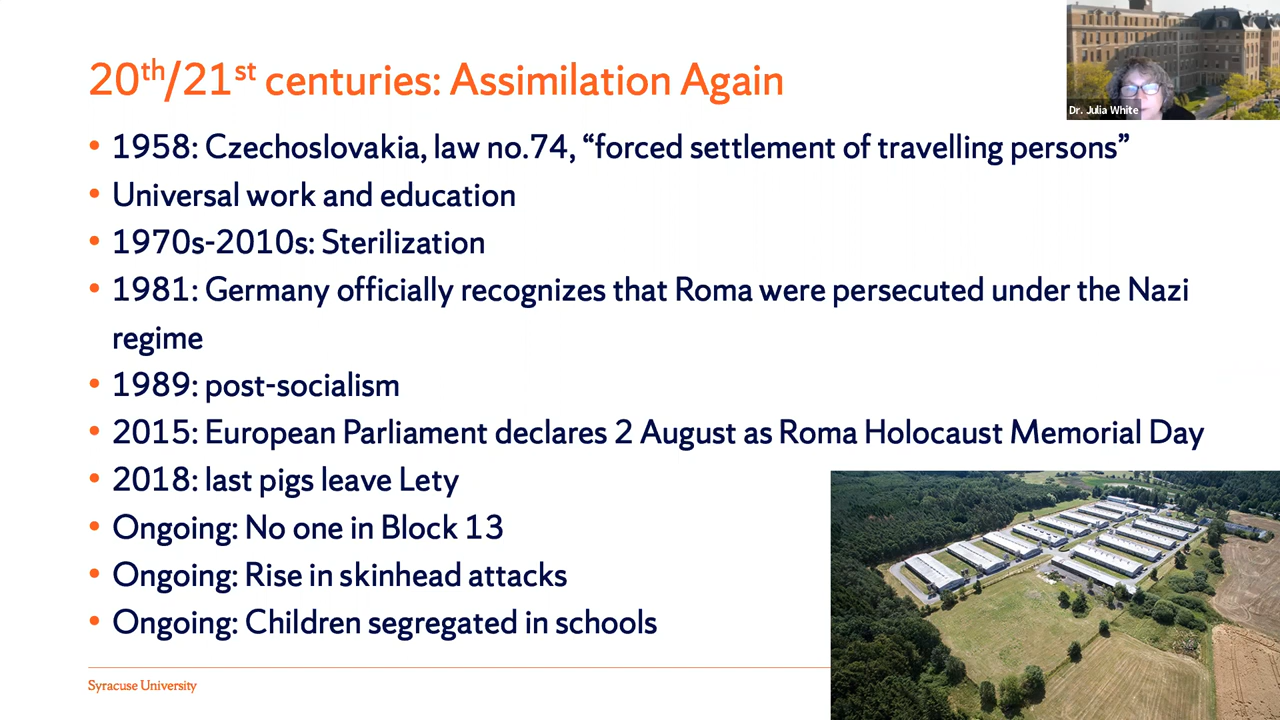 20th/21st centuries: Assimilation Again
Dr. Julia White
• 1958: Czechoslovakia, law no.74, “forced settlement of travelling persons”
• Universal work and education
• 1970s-2010s: Sterilization
• 1981: Germany officially recognizes that Roma were persecuted under the Nazi
regime
• 1989: post-socialism
• 2015: European Parliament declares 2 August as Roma Holocaust Memorial Day
• 2018: last pigs leave Lety
• Ongoing: No one in Block 13
• Ongoing: Rise in skinhead attacks
• Ongoing: Children segregated in schools
Syracuse University